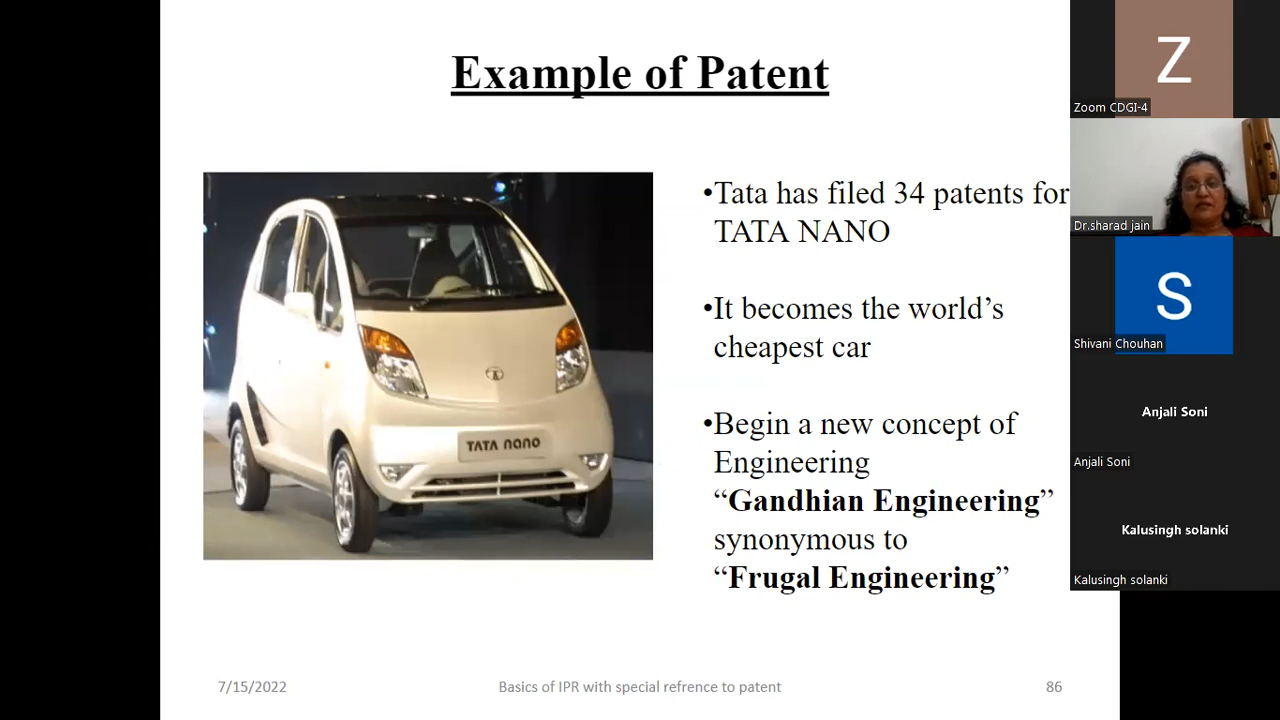 Example of Patent
•Tata has filed 34 patents for
TATA NANO
•It becomes the world’s
cheapest car
•Begin a new concept of
Engineering
“Gandhian Engineering”
synonymous to
“Frugal Engineering”
TATA nano
7/15/2022
Basics of IPR with special refrence to patent
86
Z
Zoom CDGI-4
Dr.sharad jain
S
Shivani Chouhan
Anjali Soni
Anjali Soni
Kalusingh solanki
Kalusingh solanki